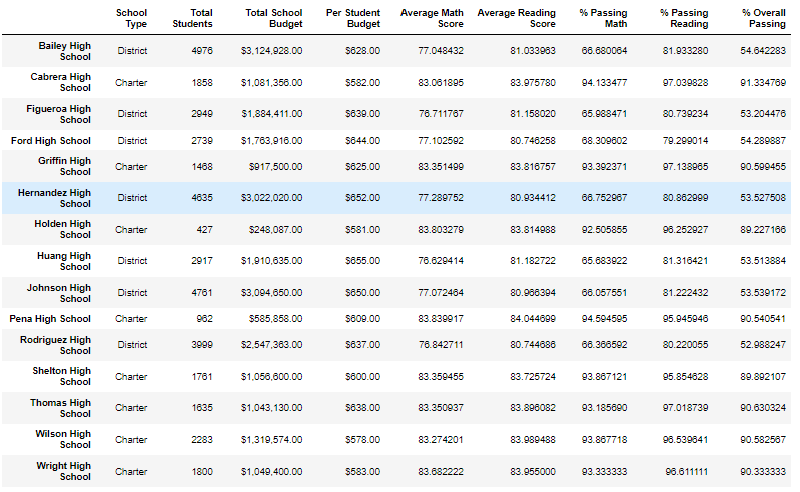 School Type Total Students Total School Budget Per Student Budget Average Math Score Average Reading Score % Passing Math % Passing Reading % Overall Passing
Bailey High School District 4976 $3,124,928.00 $628.00 77.048432 81.033963 66.680064 81.933280 54.642283
Cabrera High School Charter 1858 $1,081,356.00 $582.00 83.061895 83.975780 94.133477 97.039828 91.334769
Figueroa High School District 2949 $1,884,411.00 $639.00 76.711767 81.158020 65.988471 80.739234 53.204476
Ford High School District 2739 $1,763,916.00 $644.00 77.102592 80.746258 68.309602 79.299014 54.289887
Griffin High School Charter 1468 $917,500.00 $625.00 83.351499 83.816757 93.392371 97.138965 90.599455
Hernandez High School District 4635 $3,022,020.00 $652.00 77.289752 80.934412 66.752967 80.862999 53.527508
Holden High School Charter 427 $248,087.00 $581.00 83.803279 83.814988 92.505855 96.252927 89.227166
Huang High School District 2917 $1,910,635.00 $655.00 76.629414 81.182722 65.683922 81.316421 53.513884
Johnson High School District 4761 $3,094,650.00 $650.00 77.072464 80.966394 66.057551 81.222432 53.539172
Pena High School Charter 962 $585,858.00 $609.00 83.839917 84.044699 94.594595 95.945946 90.540541
Rodriguez High School District 3999 $2,547,363.00 $637.00 76.842711 80.744686 66.366592 80.220055 52.988247
Shelton High School Charter 1761 $1,056,600.00 $600.00 83.359455 83.725724 93.867121 95.854628 89.892107
Thomas High School Charter 1635 $1,043,130.00 $638.00 83.350937 83.896082 93.185690 97.018739 90.630324
Wilson High School Charter 2283 $1,319,574.00 $578.00 83.274201 83.989488 93.867718 96.539641 90.582567
Wright High School Charter 1800 $1,049,400.00 $583.00 83.682222 83.955000 93.333333 96.611111 90.333333